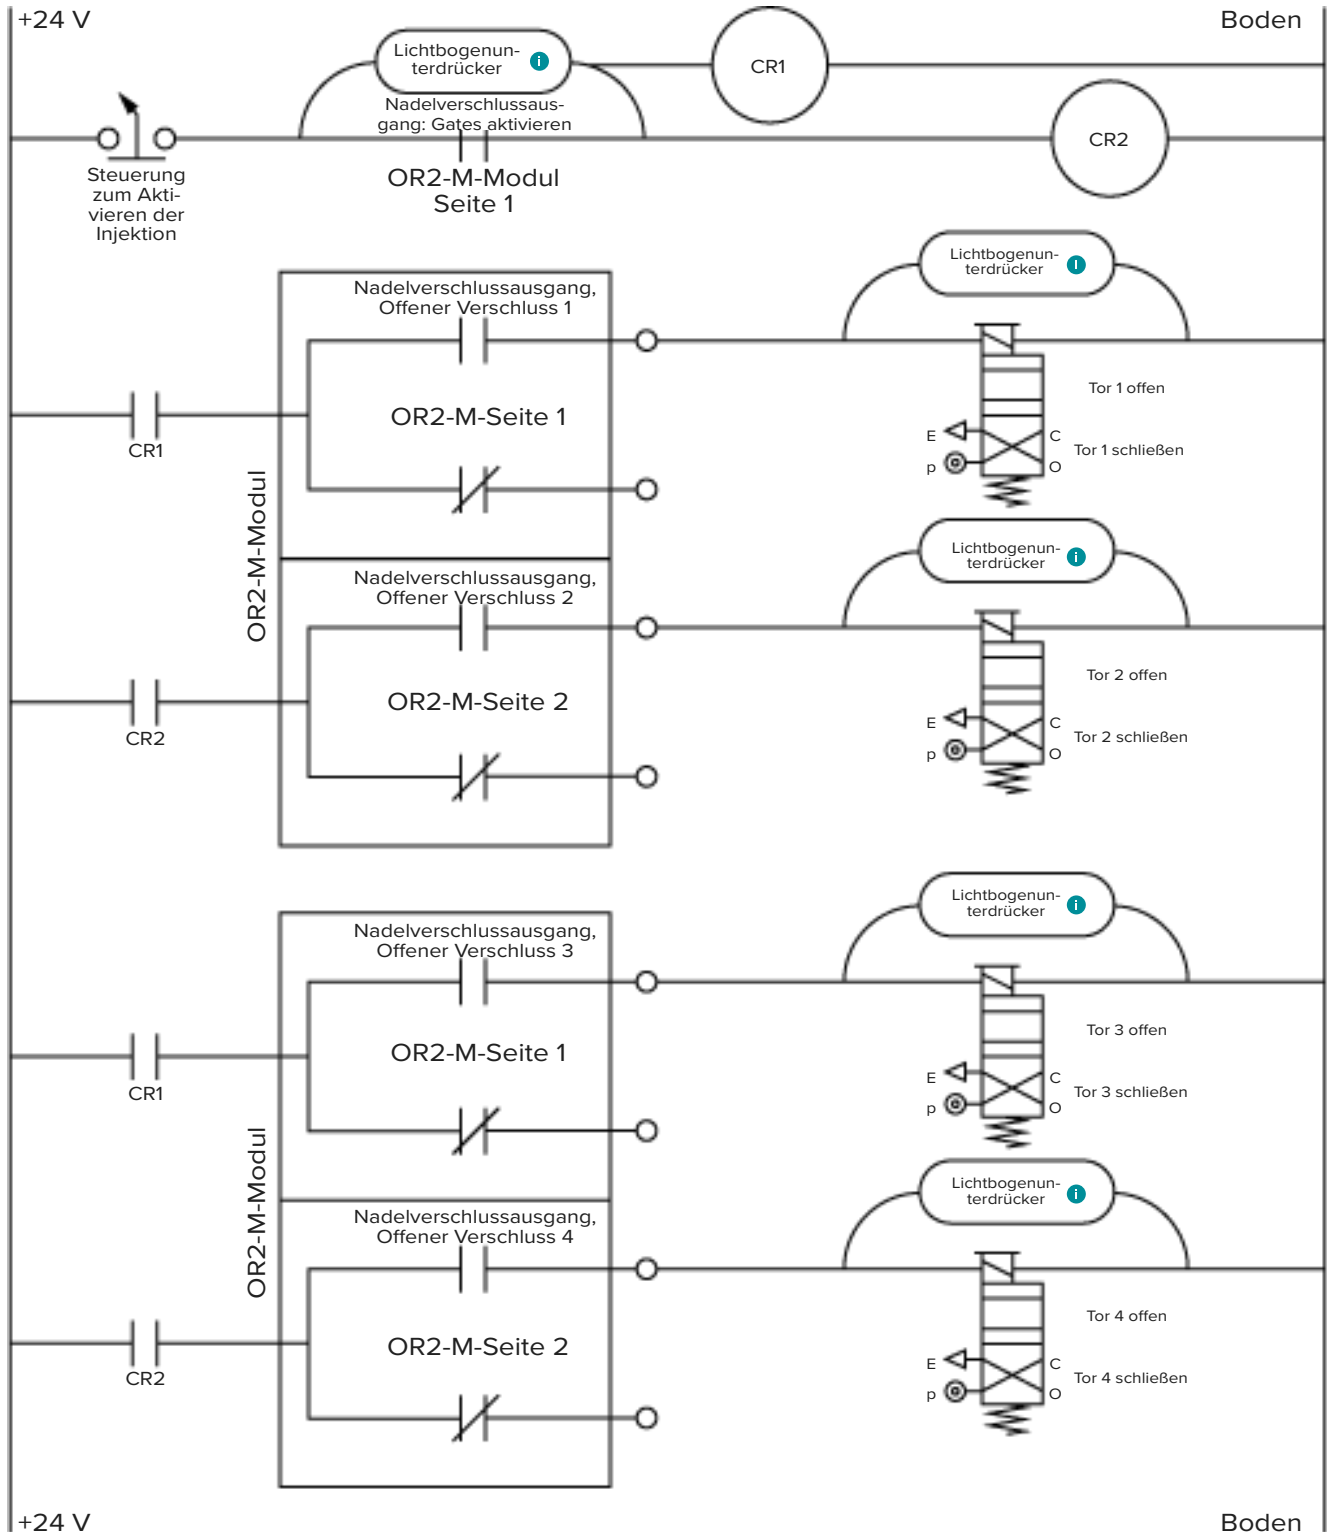 +24 V
Boden
Lichtbogenun-
terdrücker
i
CR1
Nadelverschlussaus-
gang: Gates aktivieren
CR2
Steuerung
zum Akti-
vieren der
Injektion
OR2-M-Modul
Seite 1
Lichtbogenun-
terdrücker
i
Nadelverschlussausgang,
Offener Verschluss 1
Tor 1 offen
OR2-M-Seite 1
CR1
E
C
Tor 1 schließen
p
O
OR2-M-Modul
Lichtbogenun-
terdrücker
i
Nadelverschlussausgang,
Offener Verschluss 2
Tor 2 offen
OR2-M-Seite 2
CR2
E
C
Tor 2 schließen
p
O
Lichtbogenun-
terdrücker
i
Nadelverschlussausgang,
Offener Verschluss 3
Tor 3 offen
OR2-M-Seite 1
CR1
E
C
Tor 3 schließen
p
O
OR2-M-Modul
Lichtbogenun-
terdrücker
i
Nadelverschlussausgang,
Offener Verschluss 4
Tor 4 offen
OR2-M-Seite 2
CR2
E
C
Tor 4 schließen
p
O
+24 V
Boden